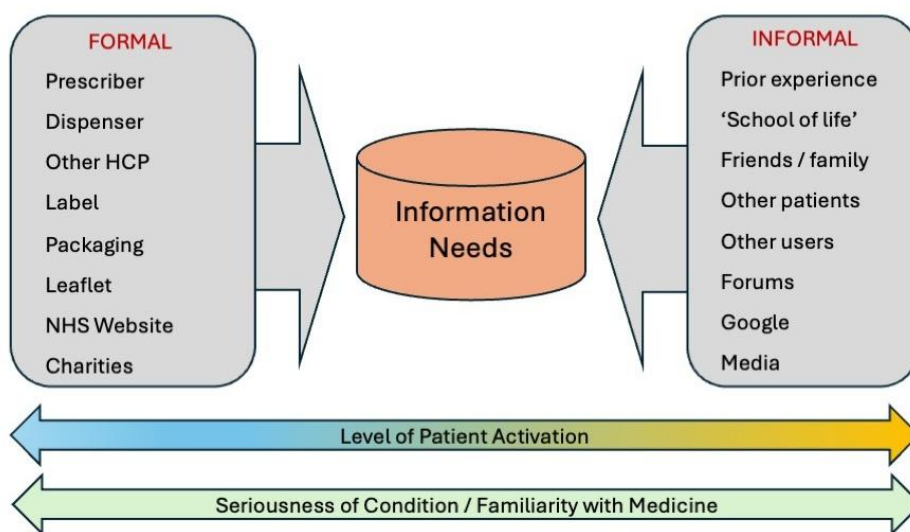 FORMAL
Prescriber
Dispenser
Other HCP
Label
Packaging
Leaflet
NHS Website
Charities
Information
Needs
INFORMAL
Prior experience
‘School of life’
Friends / family
Other patients
Other users
Forums
Google
Media
Level of Patient Activation
Seriousness of Condition / Familiarity with Medicine